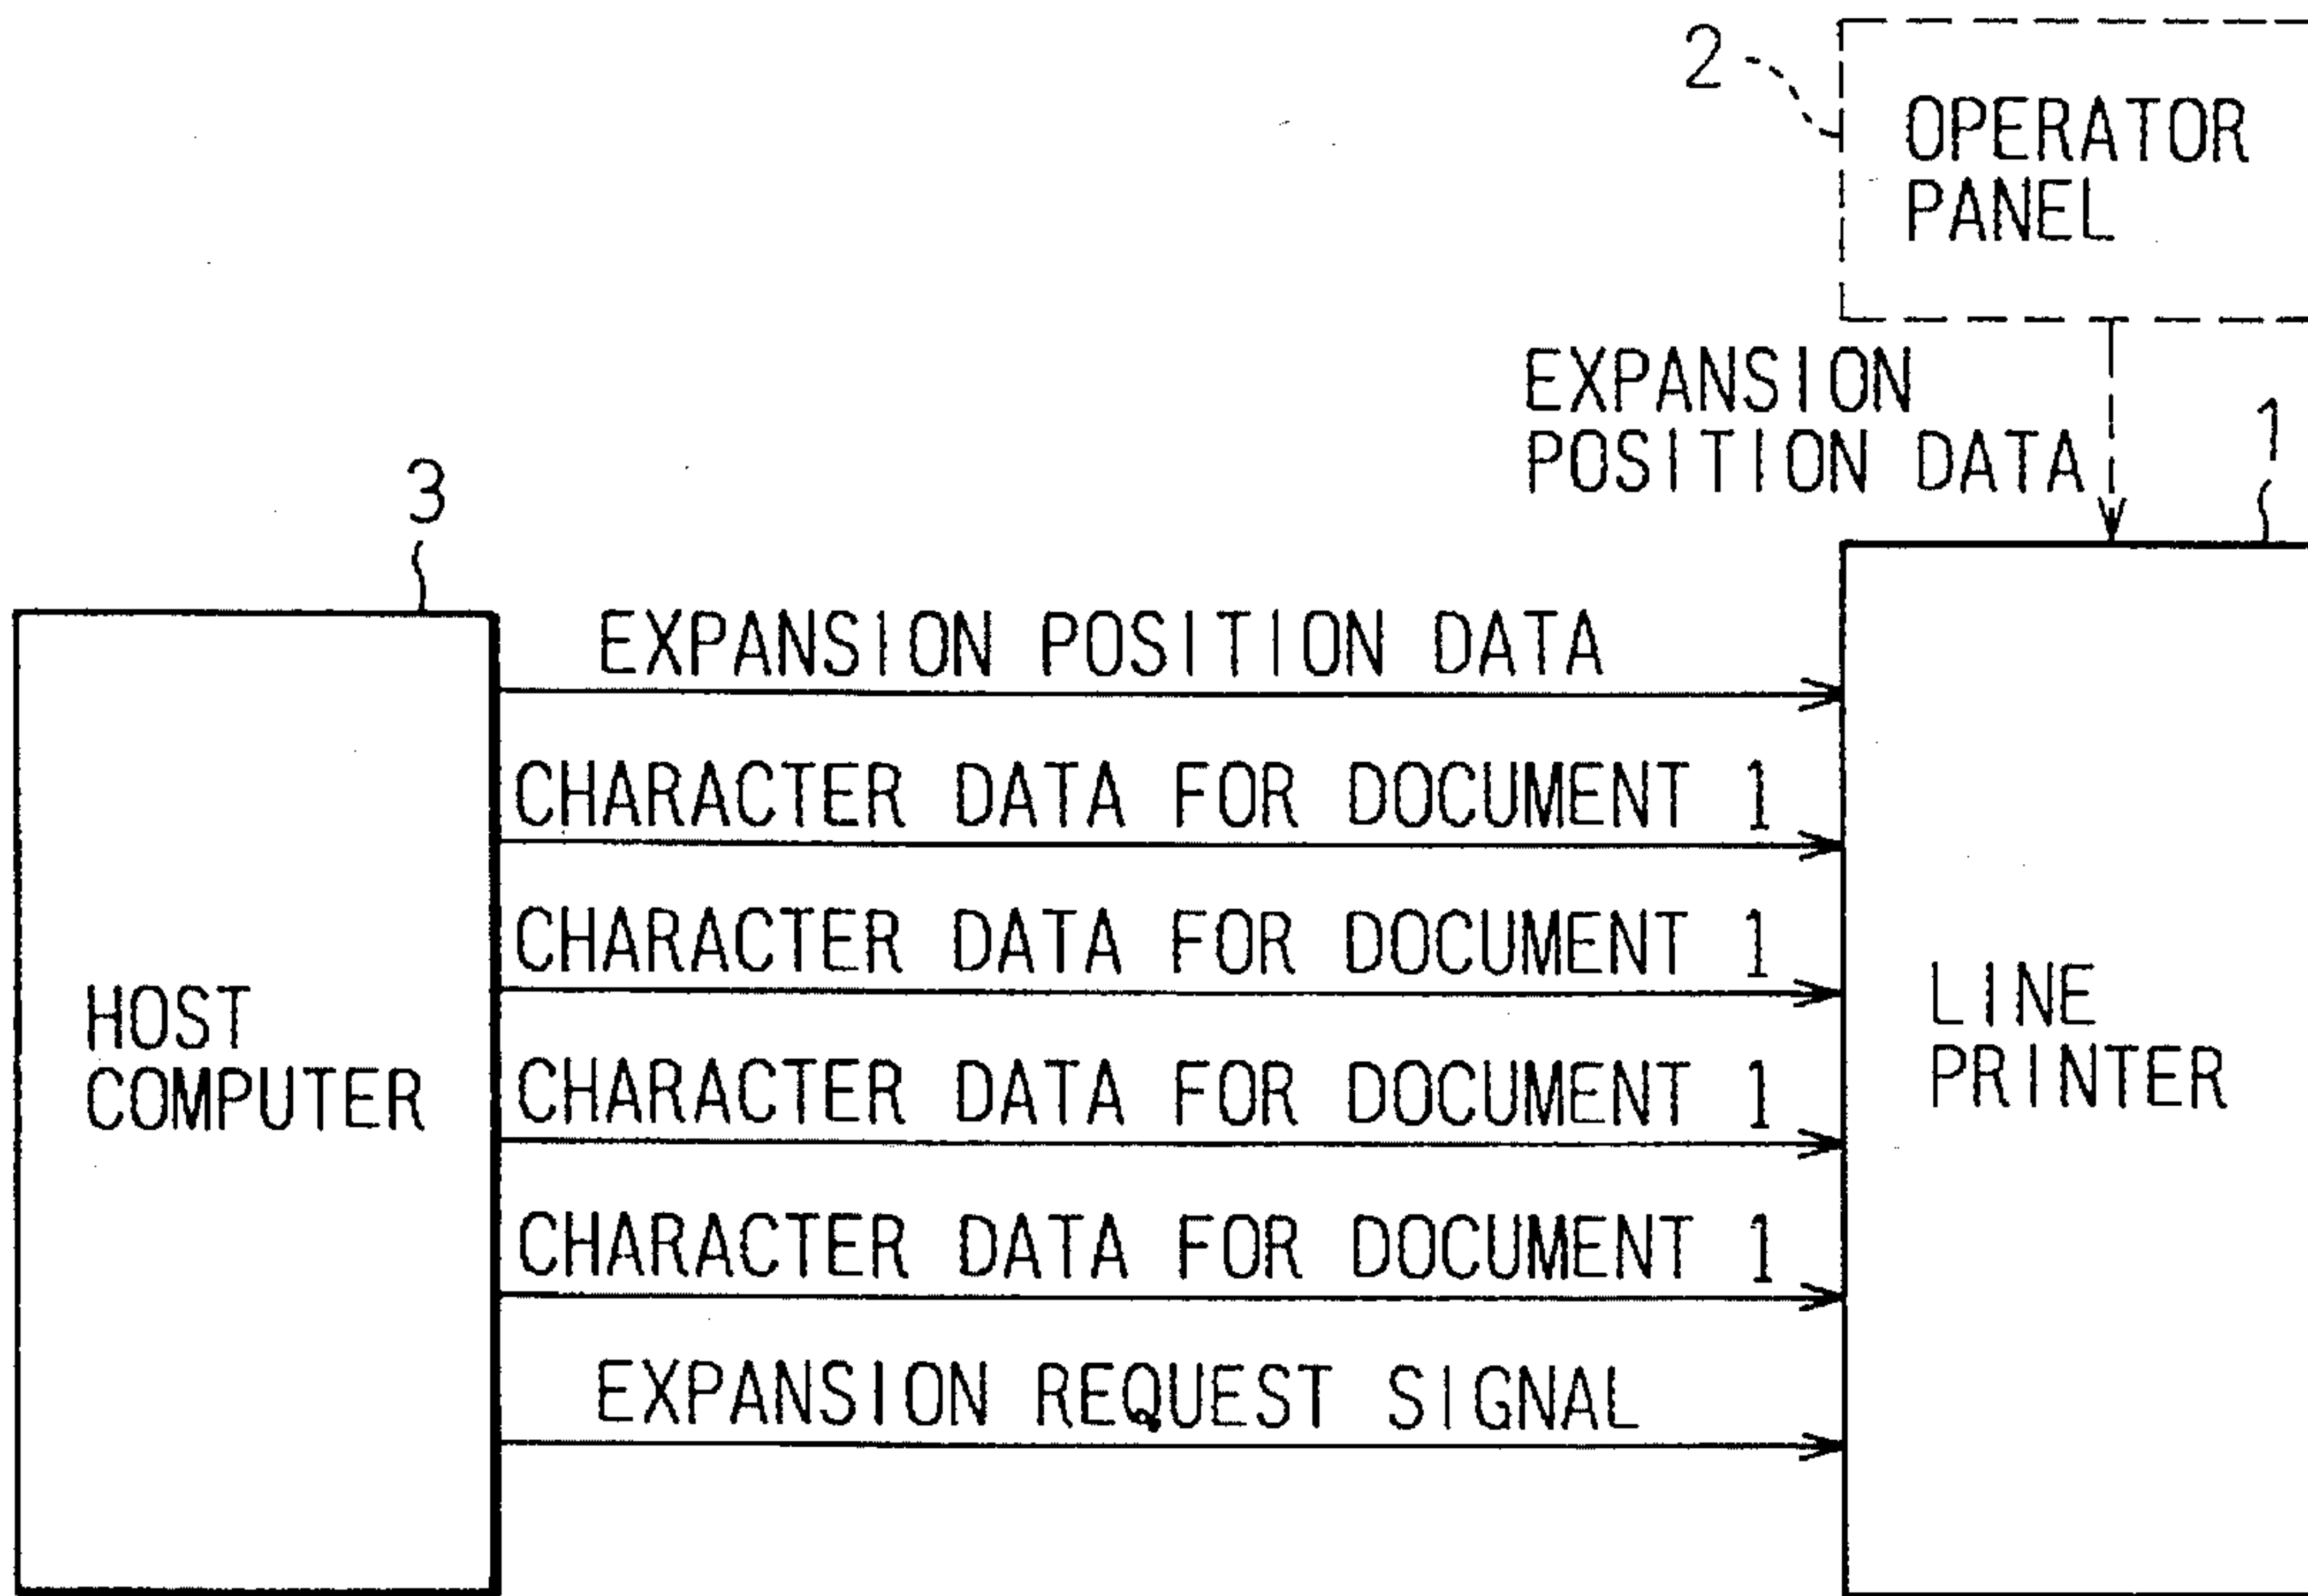 2
OPERATOR
PANEL
EXPANSION
POSITION DATA
1
3
EXPANSION POSITION DATA
CHARACTER DATA FOR DOCUMENT 1
CHARACTER DATA FOR DOCUMENT 1
HOST
COMPUTER
CHARACTER DATA FOR DOCUMENT 1
CHARACTER DATA FOR DOCUMENT 1
EXPANSION REQUEST SIGNAL
LINE
PRINTER